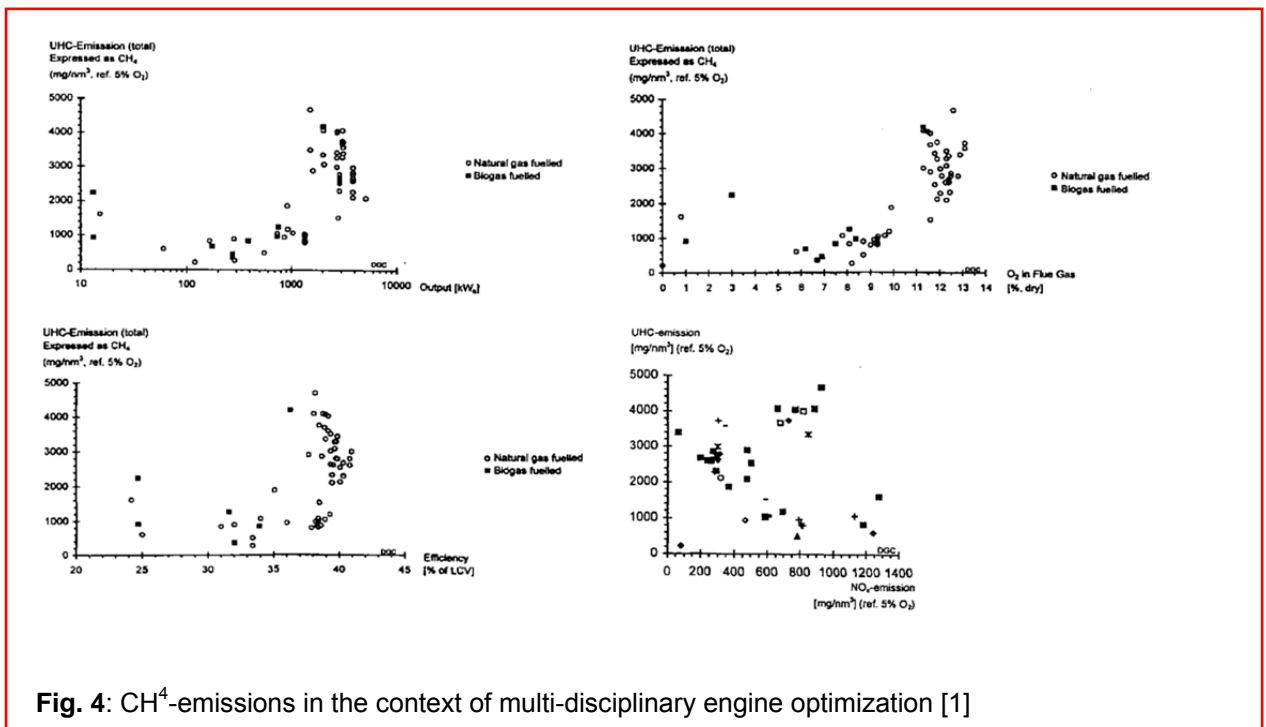 UHC-Emisssion (total)
Expressed as CH₄
(mg/nm³, ref. 5% O₂)
5000
4000
3000
2000
1000
0
10
100
1000
10000
Output [kWₑ]
DGC
Natural gas fuelled
Biogas fuelled
UHC-Emisssion (total)
Expressed as CH₄
(mg/nm³, ref. 5% O₂)
5000
4000
3000
2000
1000
0
0 1 2 3 4 5 6 7 8 9 10 11 12 13 14
O₂ in Flue Gas
[%, dry]
DGC
Natural gas fuelled
Biogas fuelled
UHC-Emisssion (total)
Expressed as CH₄
(mg/nm³, ref. 5% O₂)
5000
4000
3000
2000
1000
0
20 25 30 35 40 45
Efficiency
[% of LCV]
DGC
Natural gas fuelled
Biogas fuelled
UHC-emission
[mg/nm³] (ref. 5% O₂)
5000
4000
3000
2000
1000
0
0 200 400 600 800 1000 1200 1400
DGC
NOₓ-emission
[mg/nm³] (ref. 5% O₂)
Fig. 4: CH⁴-emissions in the context of multi-disciplinary engine optimization [1]